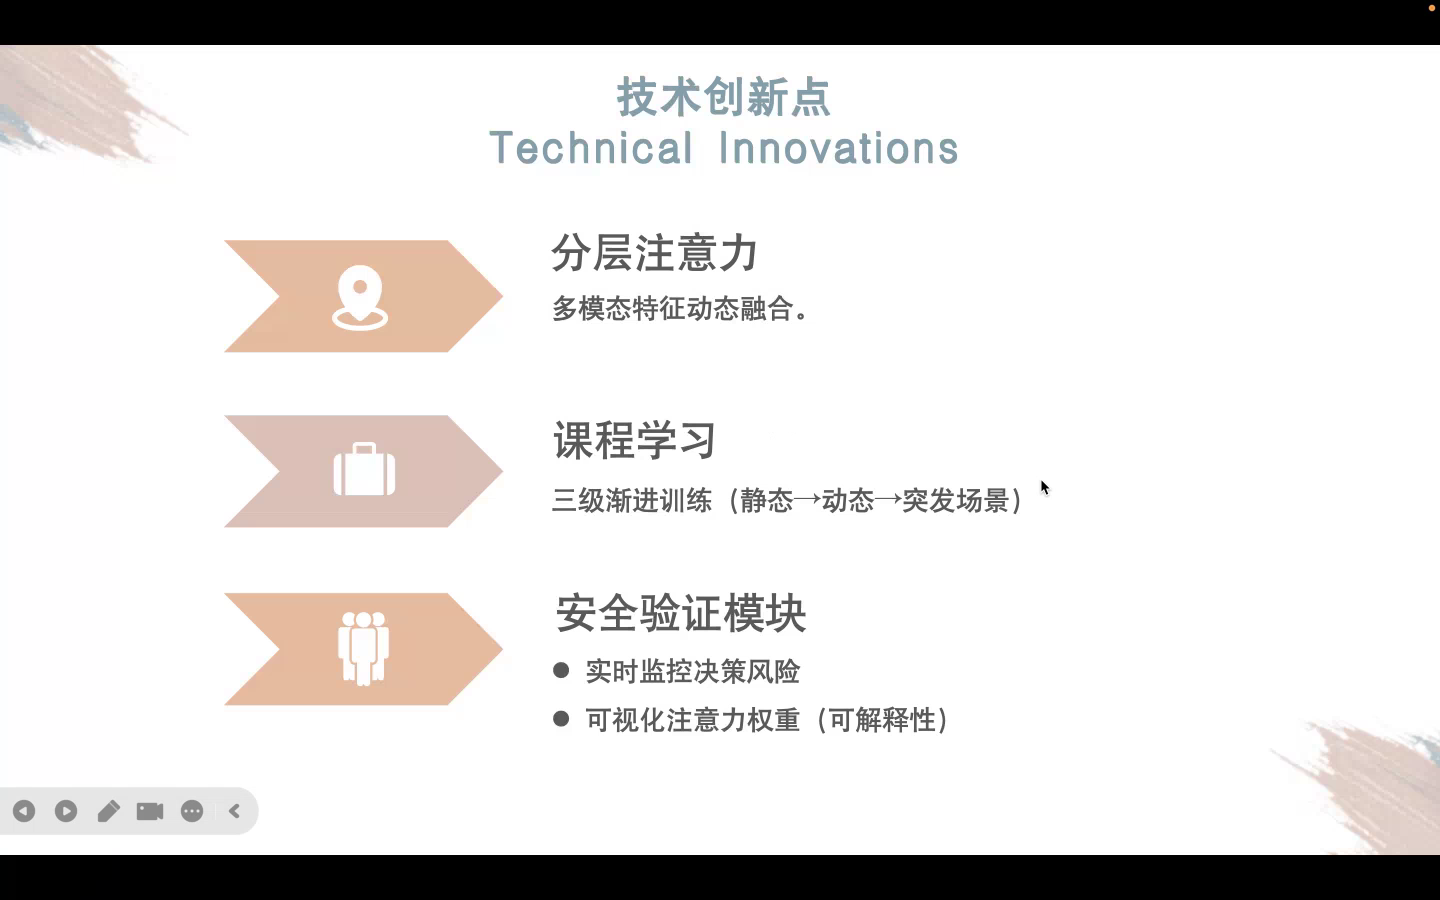 技术创新点
Technical Innovations
分层注意力
多模态特征动态融合。
课程学习
三级渐进训练（静态→动态→突发场景）
安全验证模块
● 实时监控决策风险
● 可视化注意力权重（可解释性）